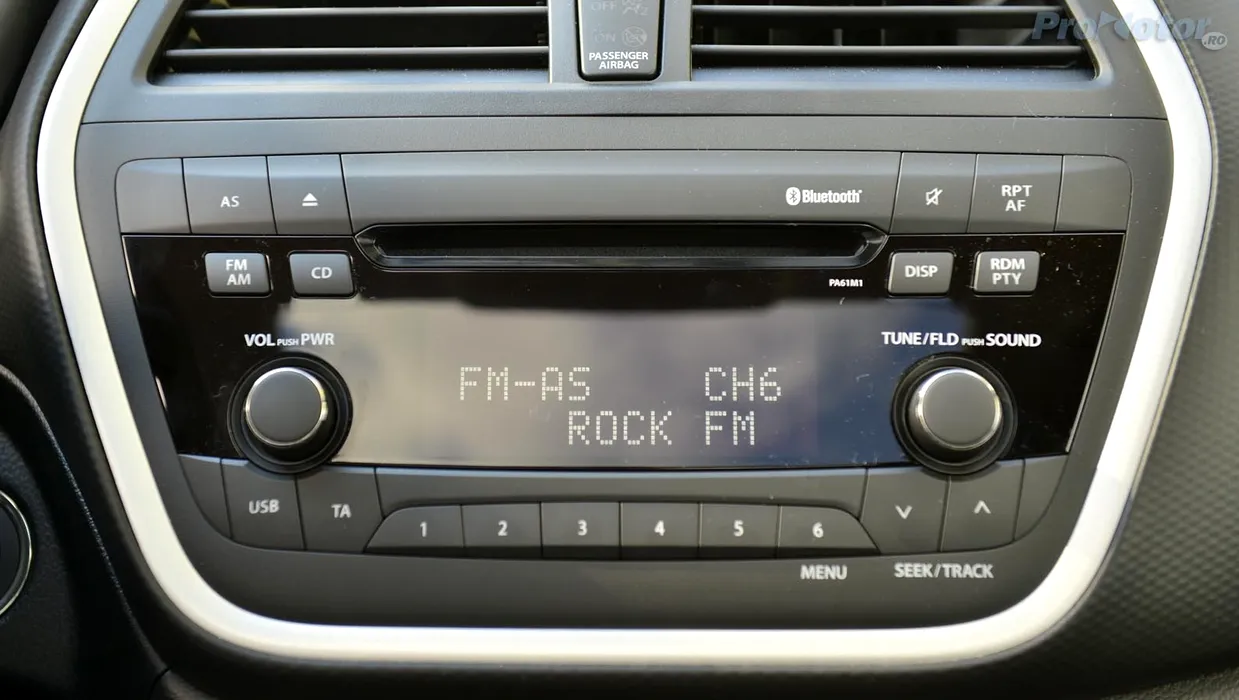 OFF
ON
PASSENGER
AIRBAG
ProMotor.RO
AS
Bluetooth
RPT
AF
FM
AM
CD
PA61M1
DISP
RDM
PTY
VOL PUSH PWR
TUNE/FLD PUSH SOUND
FM-AS CH6
ROCK FM
USB
TA
1 2 3 4 5 6
MENU
SEEK/TRACK